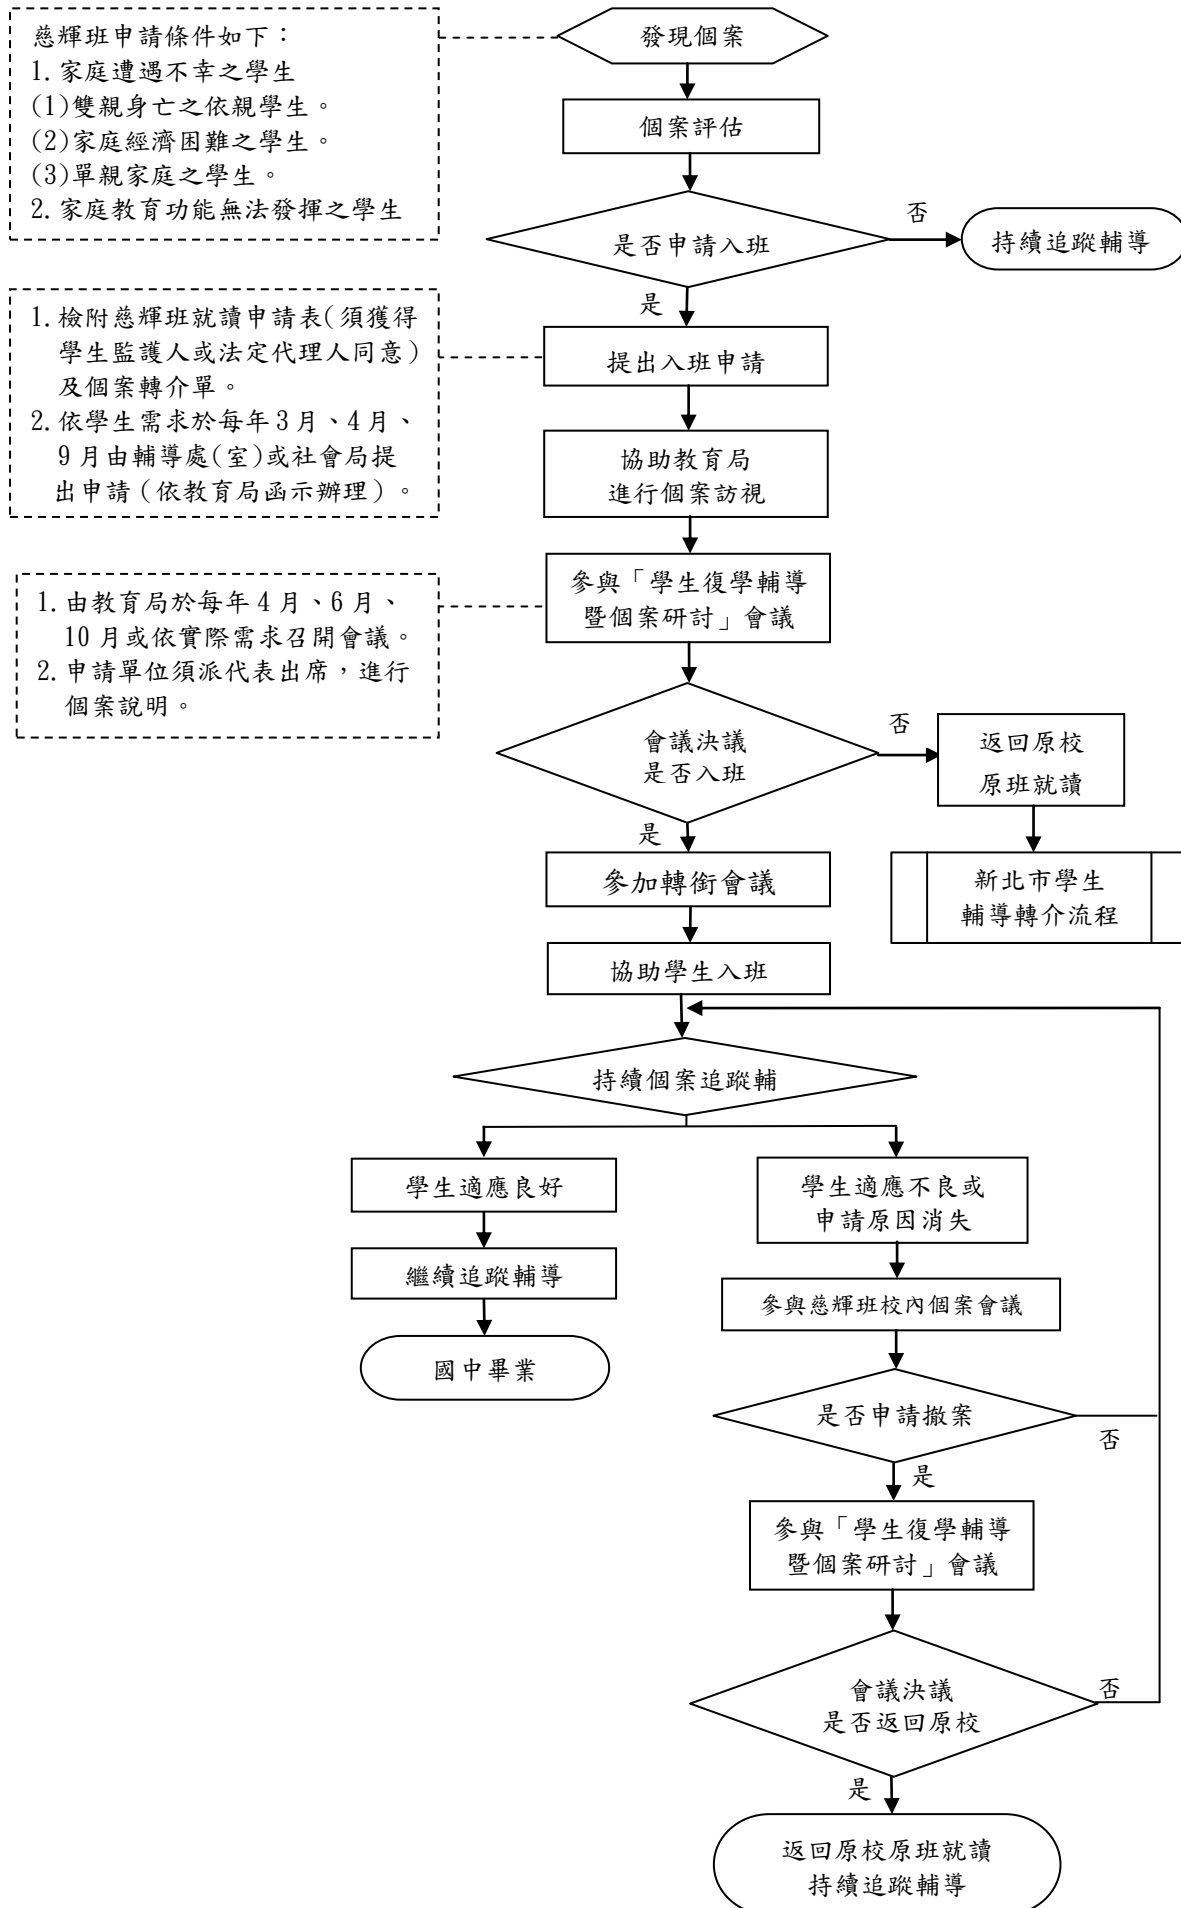 慈輝班申請條件如下：
1.家庭遭遇不幸之學生
(1)雙親身亡之依親學生。
(2)家庭經濟困難之學生。
(3)單親家庭之學生。
2.家庭教育功能無法發揮之學生
發現個案
個案評估
是否申請入班
否
持續追蹤輔導
是
1.檢附慈輝班就讀申請表(須獲得
學生監護人或法定代理人同意)
及個案轉介單。
2.依學生需求於每年3月、4月、
9月由輔導處(室)或社會局提
出申請(依教育局函示辦理)。
提出入班申請
協助教育局
進行個案訪視
1.由教育局於每年4月、6月、
10月或依實際需求召開會議。
2.申請單位須派代表出席，進行
個案說明。
參與「學生復學輔導
暨個案研討」會議
會議決議
是否入班
否
返回原校
原班就讀
新北市學生
輔導轉介流程
是
參加轉銜會議
協助學生入班
持續個案追蹤輔
學生適應良好
繼續追蹤輔導
國中畢業
學生適應不良或
申請原因消失
參與慈輝班校內個案會議
是否申請撤案
否
是
參與「學生復學輔導
暨個案研討」會議
會議決議
是否返回原校
否
是
返回原校原班就讀
持續追蹤輔導